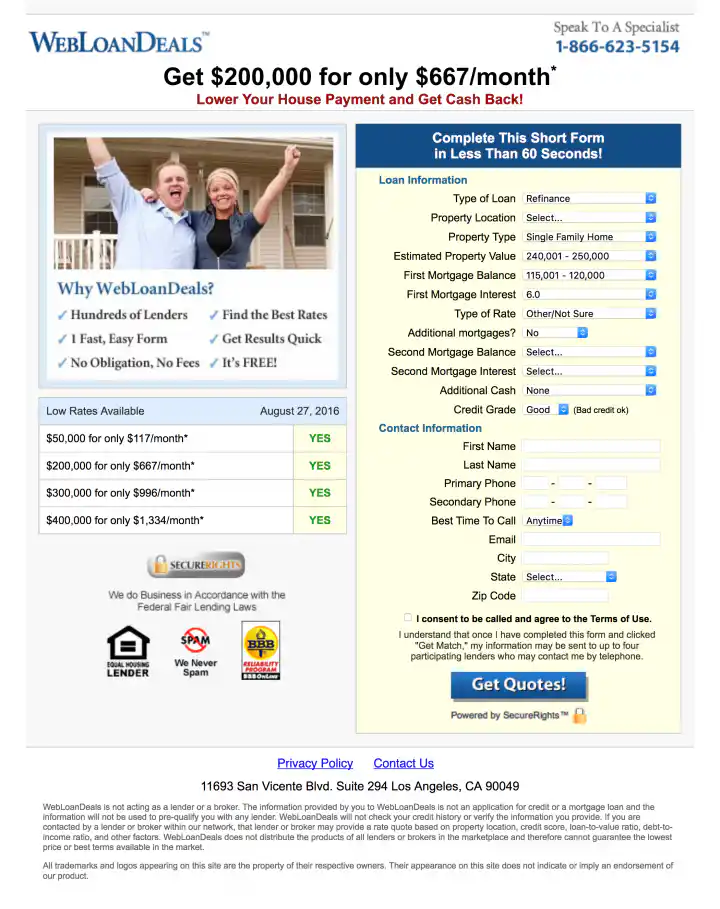 WEBLOANDEALS™
Speak To A Specialist
1-866-623-5154
Get $200,000 for only $667/month*
Lower Your House Payment and Get Cash Back!
Why WebLoanDeals?
✓ Hundreds of Lenders ✓ Find the Best Rates
✓ 1 Fast, Easy Form ✓ Get Results Quick
✓ No Obligation, No Fees ✓ It's FREE!
Low Rates Available August 27, 2016
$50,000 for only $117/month* YES
$200,000 for only $667/month* YES
$300,000 for only $996/month* YES
$400,000 for only $1,334/month* YES
SECURERIGHTS
We do Business in Accordance with the
Federal Fair Lending Laws
EQUAL HOUSING
LENDER
SPAM
We Never
Spam
BBB
RELIABILITY
PROGRAM
BBBOnLine
Complete This Short Form
in Less Than 60 Seconds!
Loan Information
Type of Loan Refinance
Property Location Select...
Property Type Single Family Home
Estimated Property Value 240,001 - 250,000
First Mortgage Balance 115,001 - 120,000
First Mortgage Interest 6.0
Type of Rate Other/Not Sure
Additional mortgages? No
Second Mortgage Balance Select...
Second Mortgage Interest Select...
Additional Cash None
Credit Grade Good (Bad credit ok)
Contact Information
First Name
Last Name
Primary Phone - -
Secondary Phone - -
Best Time To Call Anytime
Email
City
State Select...
Zip Code
I consent to be called and agree to the Terms of Use.
I understand that once I have completed this form and clicked
"Get Match," my information may be sent to up to four
participating lenders who may contact me by telephone.
Get Quotes!
Powered by SecureRights™
Privacy Policy Contact Us
11693 San Vicente Blvd. Suite 294 Los Angeles, CA 90049
WebLoanDeals is not acting as a lender or a broker. The information provided by you to WebLoanDeals is not an application for credit or a mortgage loan and the
information will not be used to pre-qualify you with any lender. WebLoanDeals will not check your credit history or verify the information you provide. If you are
contacted by a lender or broker within our network, that lender or broker may provide a rate quote based on property location, credit score, loan-to-value ratio, debt-to-
income ratio, and other factors. WebLoanDeals does not distribute the products of all lenders or brokers in the marketplace and therefore cannot guarantee the lowest
price or best terms available in the market.
All trademarks and logos appearing on this site are the property of their respective owners. Their appearance on this site does not indicate or imply an endorsement of
our product.